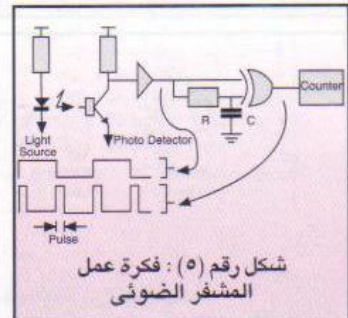 Counter
R
C
Light
Source
Photo Detector
Pulse
شكل رقم (٥) : فكرة عمل
المشفر الضوئى